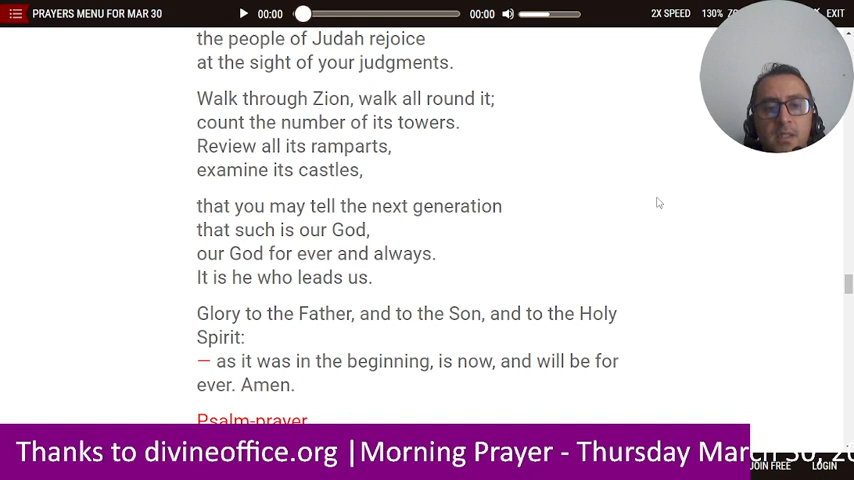 PRAYERS MENU FOR MAR 30 00:00 00:00 2X SPEED 130% EXIT
the people of Judah rejoice
at the sight of your judgments.
Walk through Zion, walk all round it;
count the number of its towers.
Review all its ramparts,
examine its castles,
that you may tell the next generation
that such is our God,
our God for ever and always.
It is he who leads us.
Glory to the Father, and to the Son, and to the Holy
Spirit:
— as it was in the beginning, is now, and will be for
ever. Amen.
Psalm-prayer
Thanks to divineoffice.org |Morning Prayer - Thursday March 30,
JOIN FREE LOGIN